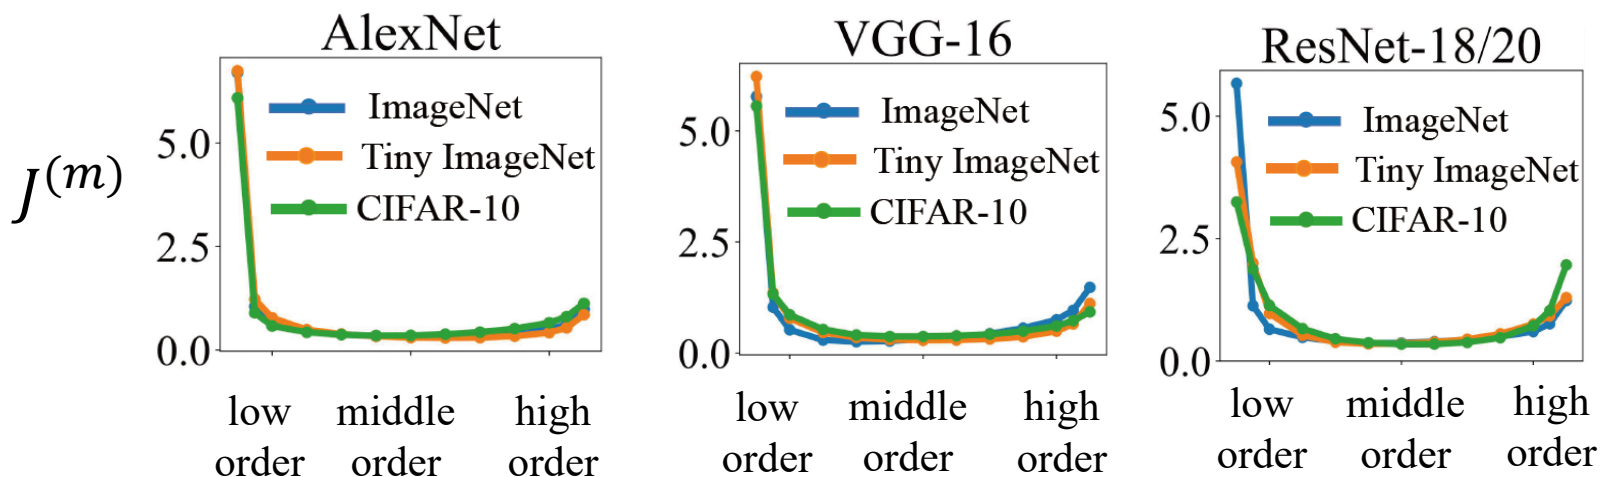 AlexNet
J^(m)
5.0
2.5
0.0
ImageNet
Tiny ImageNet
CIFAR-10
low order
middle order
high order
VGG-16
5.0
2.5
0.0
ImageNet
Tiny ImageNet
CIFAR-10
low order
middle order
high order
ResNet-18/20
5.0
2.5
0.0
ImageNet
Tiny ImageNet
CIFAR-10
low order
middle order
high order